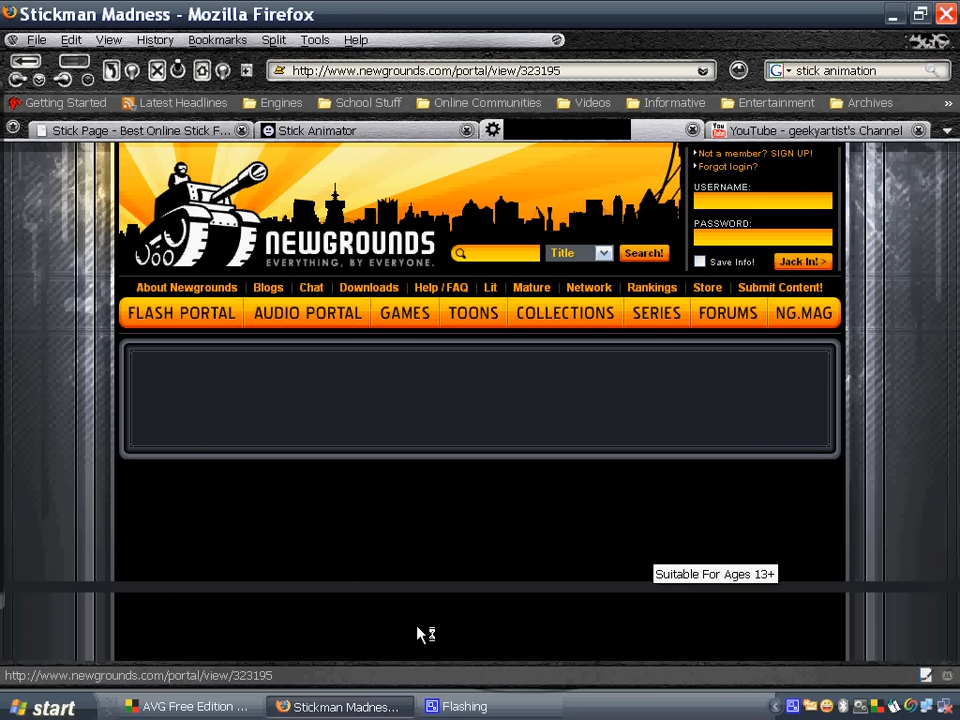 Stickman Madness - Mozilla Firefox
File Edit View History Bookmarks Split Tools Help
http://www.newgrounds.com/portal/view/323195
G stick animation
Getting Started Latest Headlines Engines School Stuff Online Communities Videos Informative Entertainment Archives »
Stick Page - Best Online Stick F... Stick Animator You Tube YouTube - geekyartist's Channel
Not a member? SIGN UP!
Forgot login?
USERNAME:
PASSWORD:
Save Info! Jack In! >
NEWGROUNDS
EVERYTHING, BY EVERYONE.
Title Search!
About Newgrounds | Blogs | Chat | Downloads | Help / FAQ | Lit | Mature | Network | Rankings | Store | Submit Content!
FLASH PORTAL AUDIO PORTAL GAMES TOONS COLLECTIONS SERIES FORUMS NG.MAG
Suitable For Ages 13+
http://www.newgrounds.com/portal/view/323195
start AVG Free Edition ... Stickman Madnes... Flashing